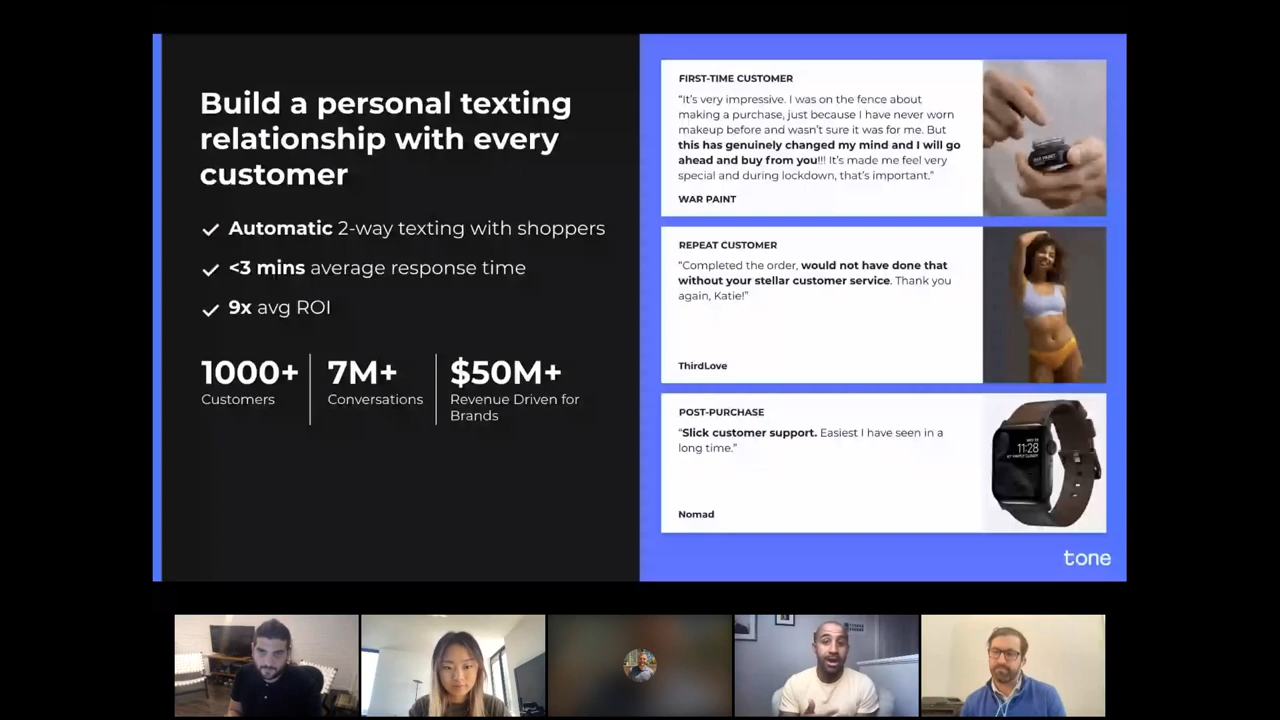 Build a personal texting
relationship with every
customer
Automatic 2-way texting with shoppers
<3 mins average response time
9x avg ROI
1000+
Customers
7M+
Conversations
$50M+
Revenue Driven for
Brands
FIRST-TIME CUSTOMER
“It’s very impressive. I was on the fence about
making a purchase, just because I have never worn
makeup before and wasn’t sure it was for me. But
this has genuinely changed my mind and I will go
ahead and buy from you!!! It’s made me feel very
special and during lockdown, that’s important.”
WAR PAINT
WAR PAINT
REPEAT CUSTOMER
“Completed the order, would not have done that
without your stellar customer service. Thank you
again, Katie!”
ThirdLove
POST-PURCHASE
“Slick customer support. Easiest I have seen in a
long time.”
Nomad
11:28
tone